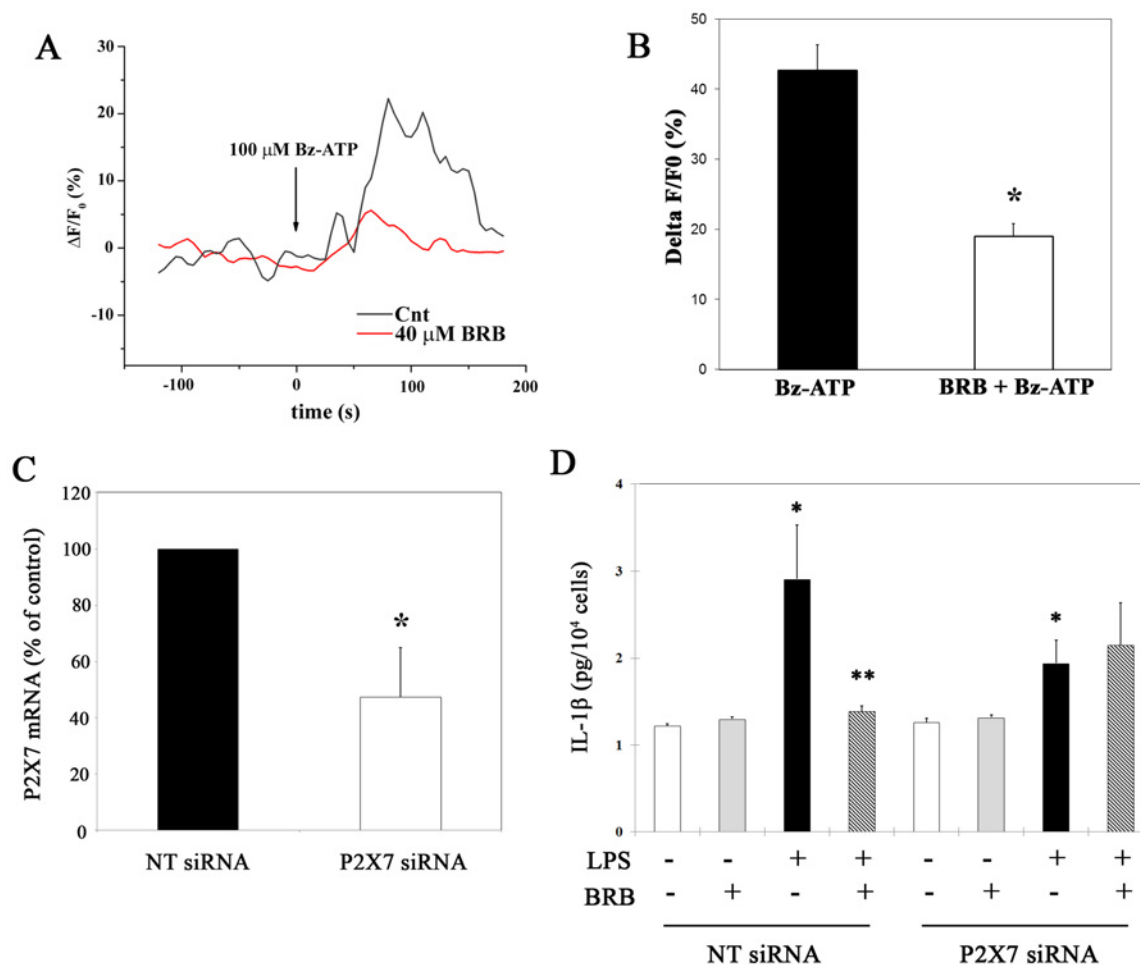 A
30
20
10
0
-10
ΔF/F0 (%)
100 μM Bz-ATP
Cnt
40 μM BRB
-100
0
100
200
time (s)
B
50
40
30
20
10
0
Delta F/F0 (%)
*
Bz-ATP
BRB + Bz-ATP
C
120
100
80
60
40
20
0
P2X7 mRNA (% of control)
*
NT siRNA
P2X7 siRNA
D
4
3
2
1
0
IL-1β (pg/10⁴ cells)
*
**
*
LPS - - + + - - + +
BRB - + - + - + - +
NT siRNA
P2X7 siRNA